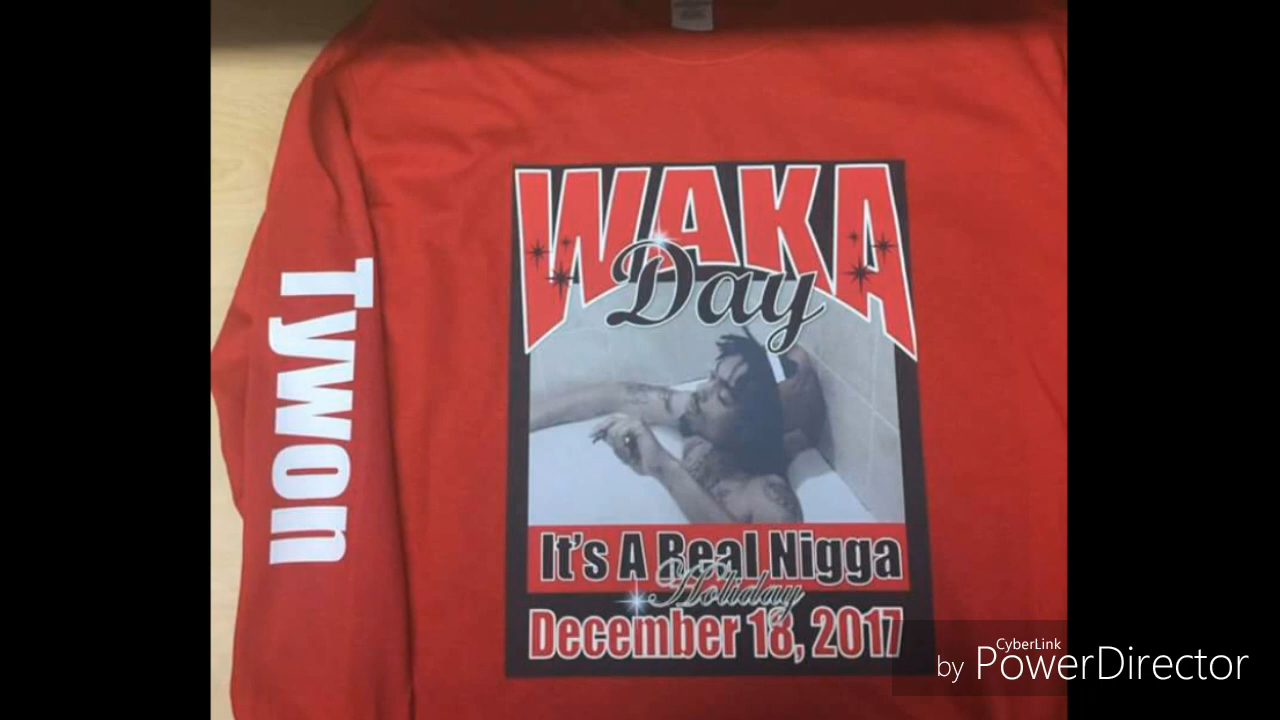 WAKA
Day
Tywon
It's A Real Nigga
Holiday
December 18, 2017
CyberLink
by PowerDirector